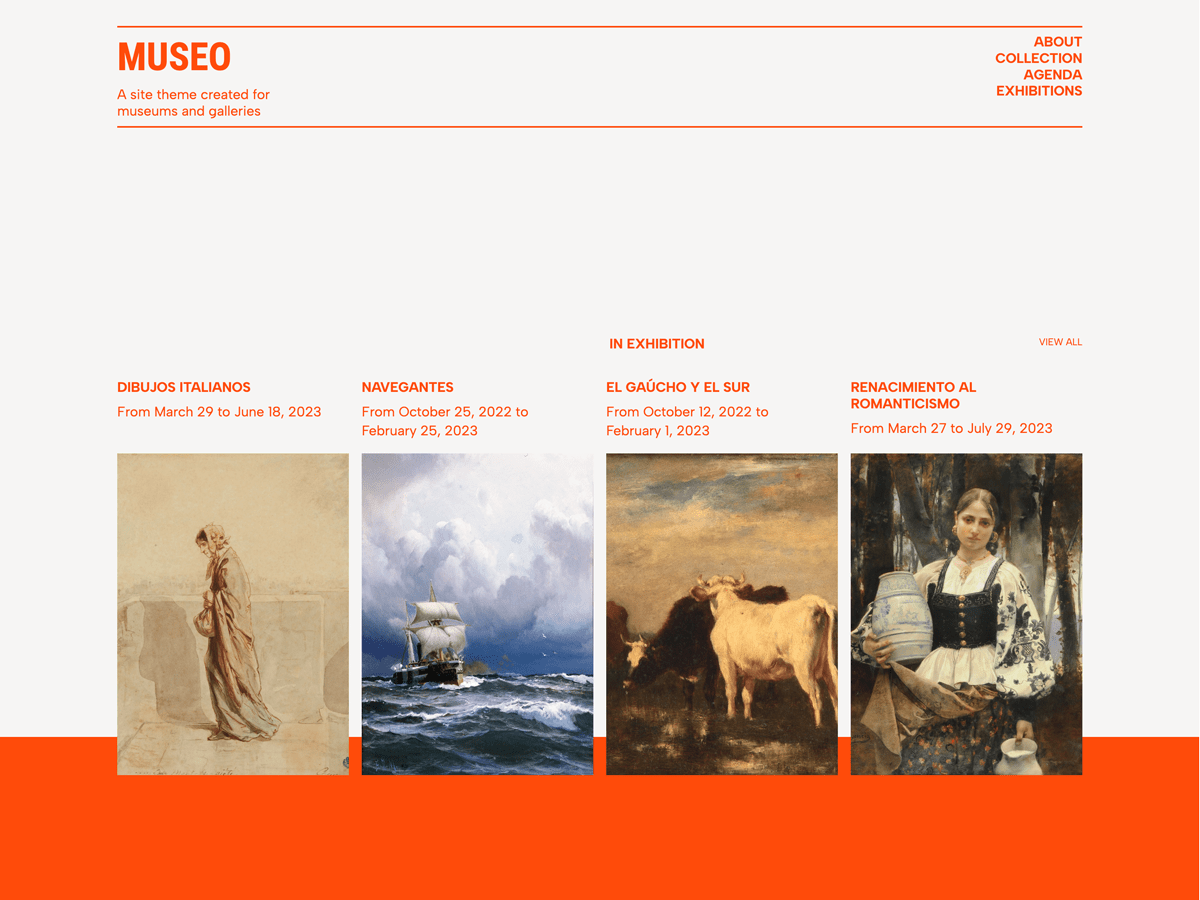 MUSEO
A site theme created for
museums and galleries
ABOUT
COLLECTION
AGENDA
EXHIBITIONS
IN EXHIBITION
VIEW ALL
DIBUJOS ITALIANOS
From March 29 to June 18, 2023
NAVEGANTES
From October 25, 2022 to
February 25, 2023
EL GAÚCHO Y EL SUR
From October 12, 2022 to
February 1, 2023
RENACIMIENTO AL
ROMANTICISMO
From March 27 to July 29, 2023